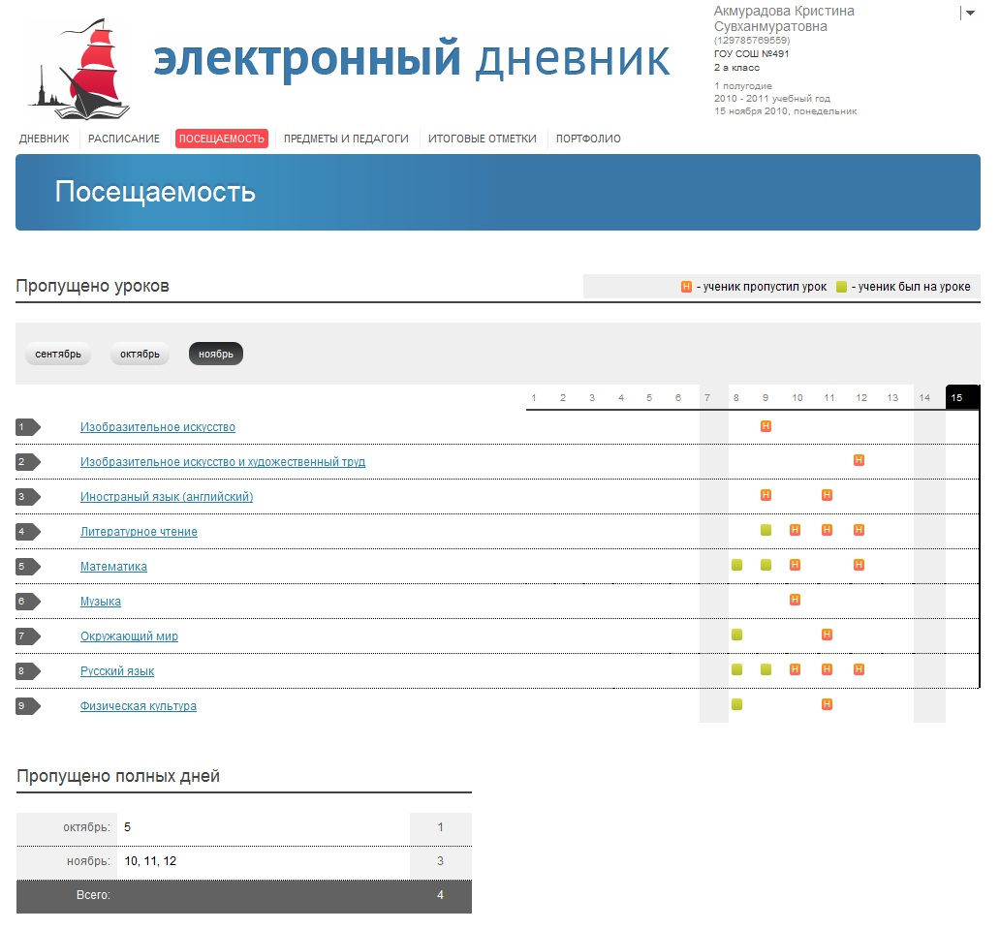 Акмурадова Кристина
Сувханмуратовна
(129785769559)
ГОУ СОШ №491
2 а класс
1 полугодие
2010 - 2011 учебный год
15 ноября 2010, понедельник
электронный дневник
ДНЕВНИК РАСПИСАНИЕ ПОСЕЩАЕМОСТЬ ПРЕДМЕТЫ И ПЕДАГОГИ ИТОГОВЫЕ ОТМЕТКИ ПОРТФОЛИО
Посещаемость
Пропущено уроков
Н - ученик пропустил урок - ученик был на уроке
сентябрь октябрь ноябрь
1 2 3 4 5 6 7 8 9 10 11 12 13 14 15
1 Изобразительное искусство Н
2 Изобразительное искусство и художественный труд Н
3 Иностраный язык (английский) Н Н
4 Литературное чтение Н Н Н
5 Математика Н Н
6 Музыка Н
7 Окружающий мир Н
8 Русский язык Н Н Н
9 Физическая культура Н
Пропущено полных дней
октябрь: 5 1
ноябрь: 10, 11, 12 3
Всего: 4